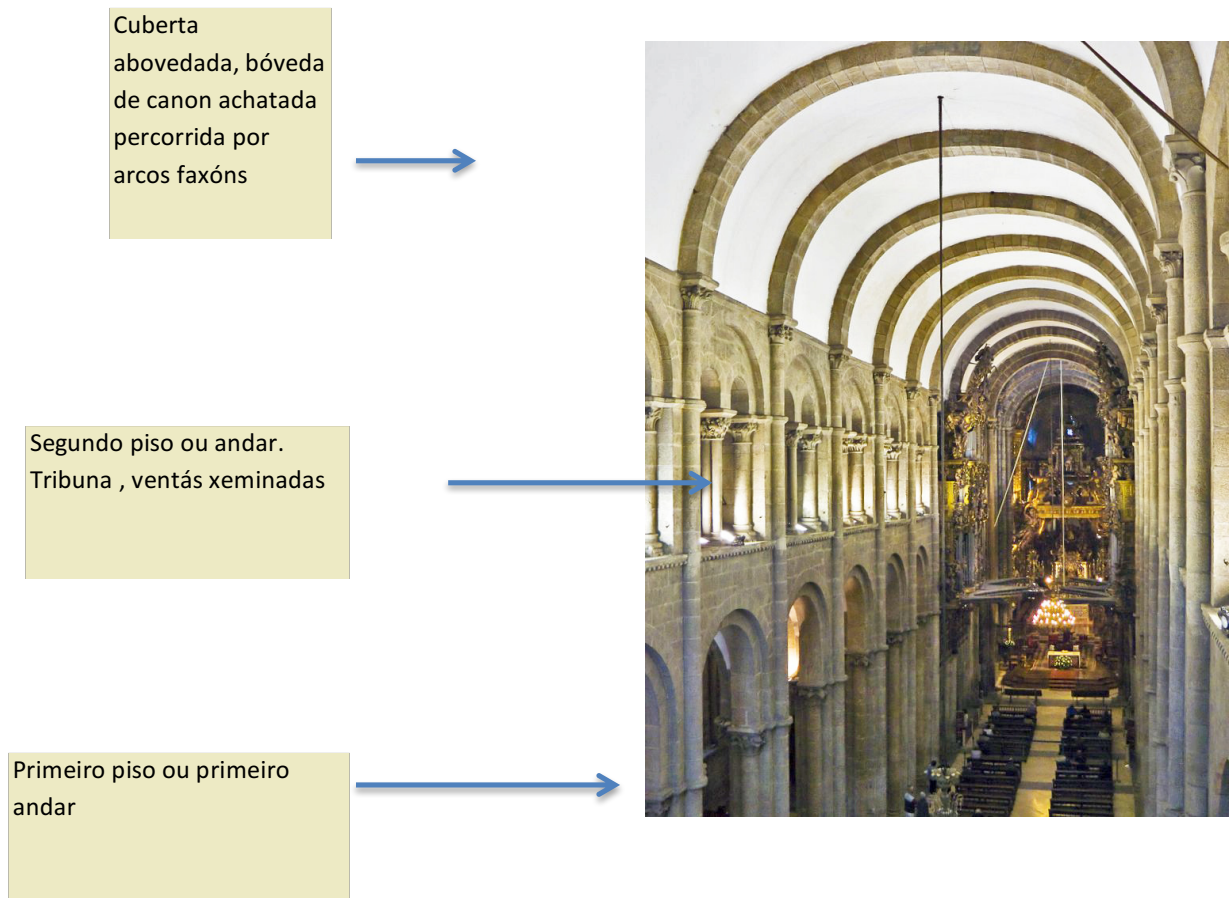 Cuberta
abovedada, bóveda
de canon achatada
percorrida por
arcos faxóns
Segundo piso ou andar.
Tribuna , ventás xeminadas
Primeiro piso ou primeiro
andar